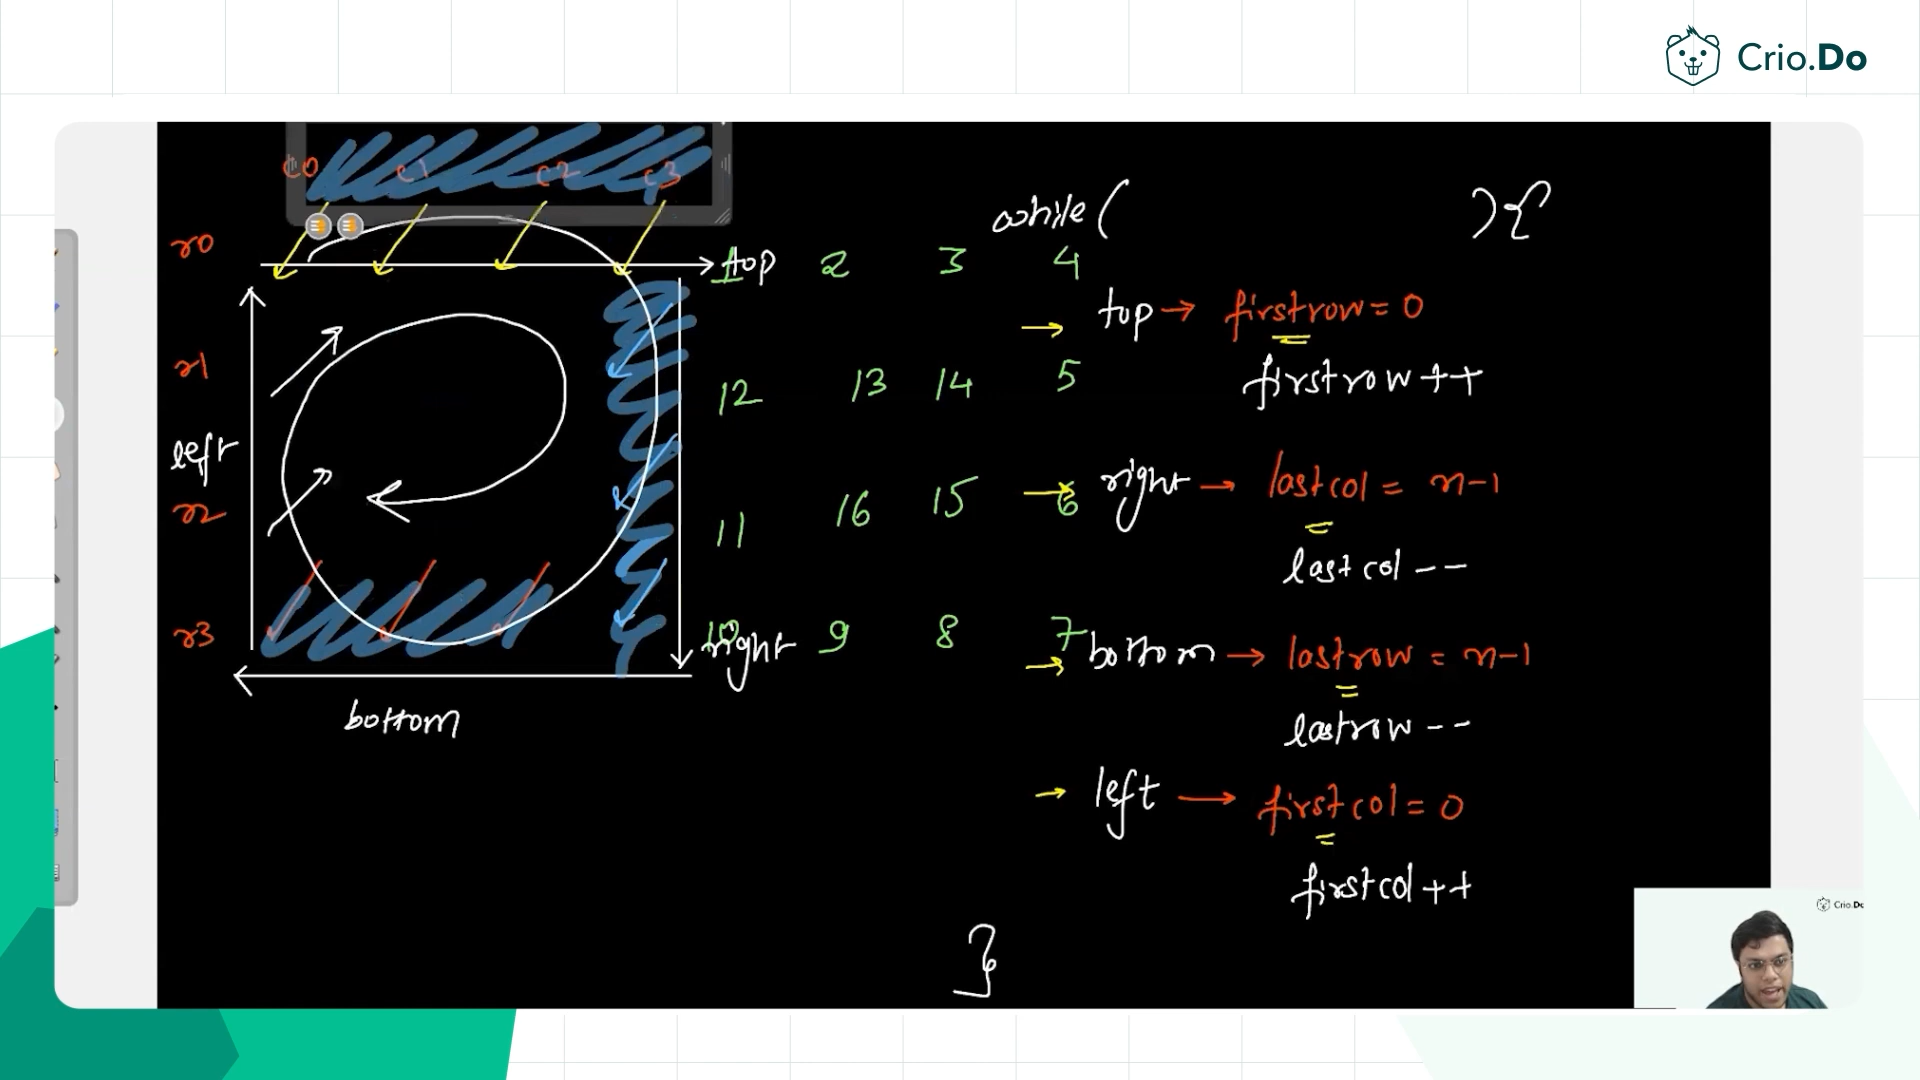 Crio.Do
c0 c1 c2 c3
r0
r1
left
r2
r3
bottom
top
right
1 2 3 4
12 13 14 5
11 16 15 6
10 9 8 7
while( ){
top → firstrow = 0
firstrow++
→ right → lastcol = n-1
lastcol--
→ bottom → lastrow = n-1
lastrow--
→ left → firstcol = 0
firstcol++
}
Crio.Do